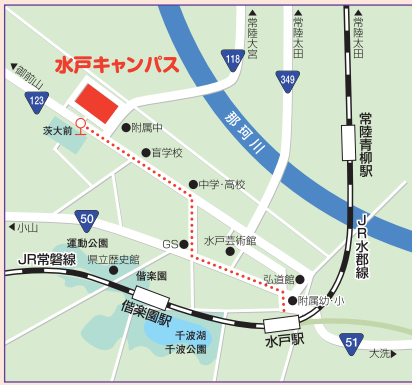 ▲常陸大宮
▲常陸太田
▲常陸太田
水戸キャンパス
118
349
▼御前山
123
茨大前
附属中
那珂川
盲学校
常陸青柳駅
中学・高校
50
◀小山
運動公園
GS
水戸芸術館
JR水郡線
JR常磐線
県立歴史館
偕楽園
弘道館
附属幼・小
偕楽園駅
千波湖
千波公園
水戸駅
51
大洗▶